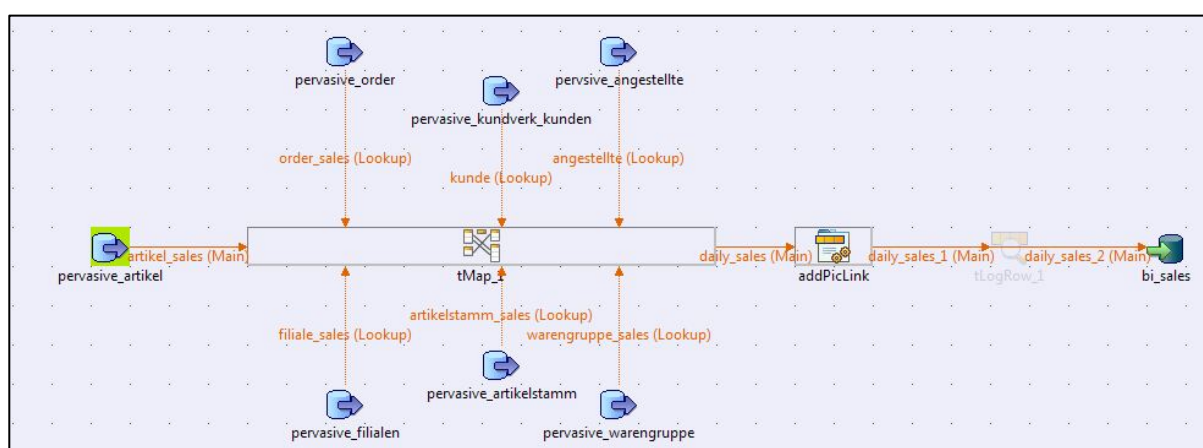 pervasive_order
pervsive_angestellte
pervasive_kundverk_kunden
order_sales (Lookup)
angestellte (Lookup)
kunde (Lookup)
artikel_sales (Main)
daily_sales (Main)
daily_sales_1 (Main)
daily_sales_2 (Main)
pervasive_artikel
tMap_1
addPicLink
tLogRow_1
bi_sales
artikelstamm_sales (Lookup)
filiale_sales (Lookup)
warengruppe_sales (Lookup)
pervasive_artikelstamm
pervasive_filialen
pervasive_warengruppe